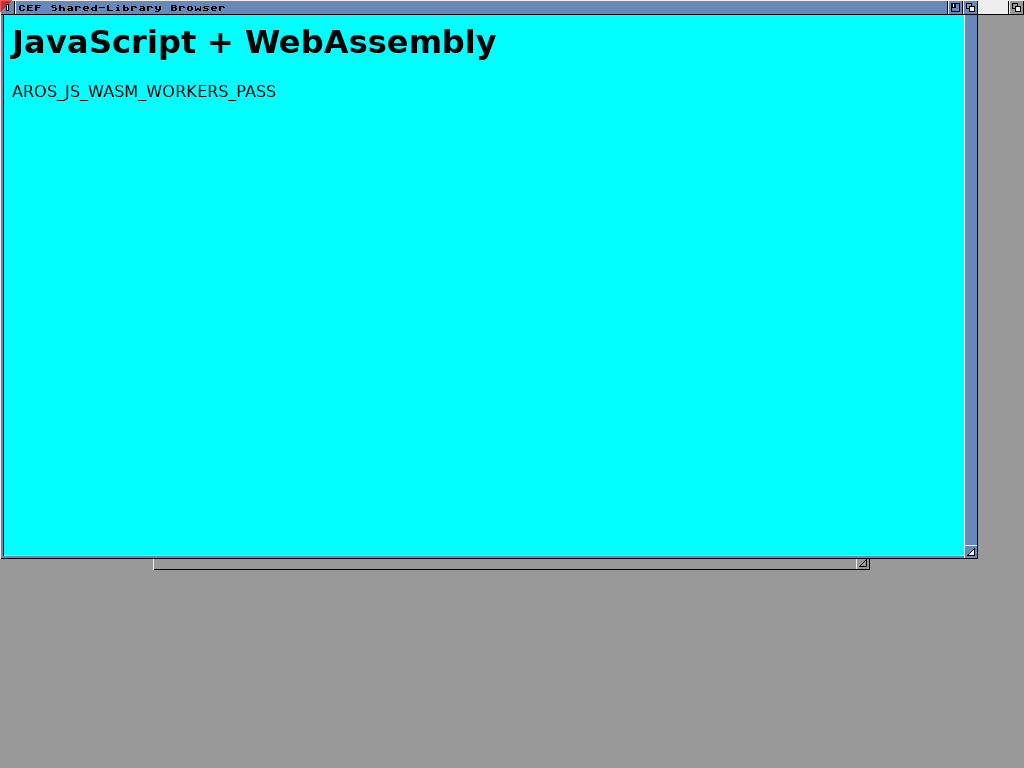 CEF Shared-Library Browser
JavaScript + WebAssembly
AROS_JS_WASM_WORKERS_PASS